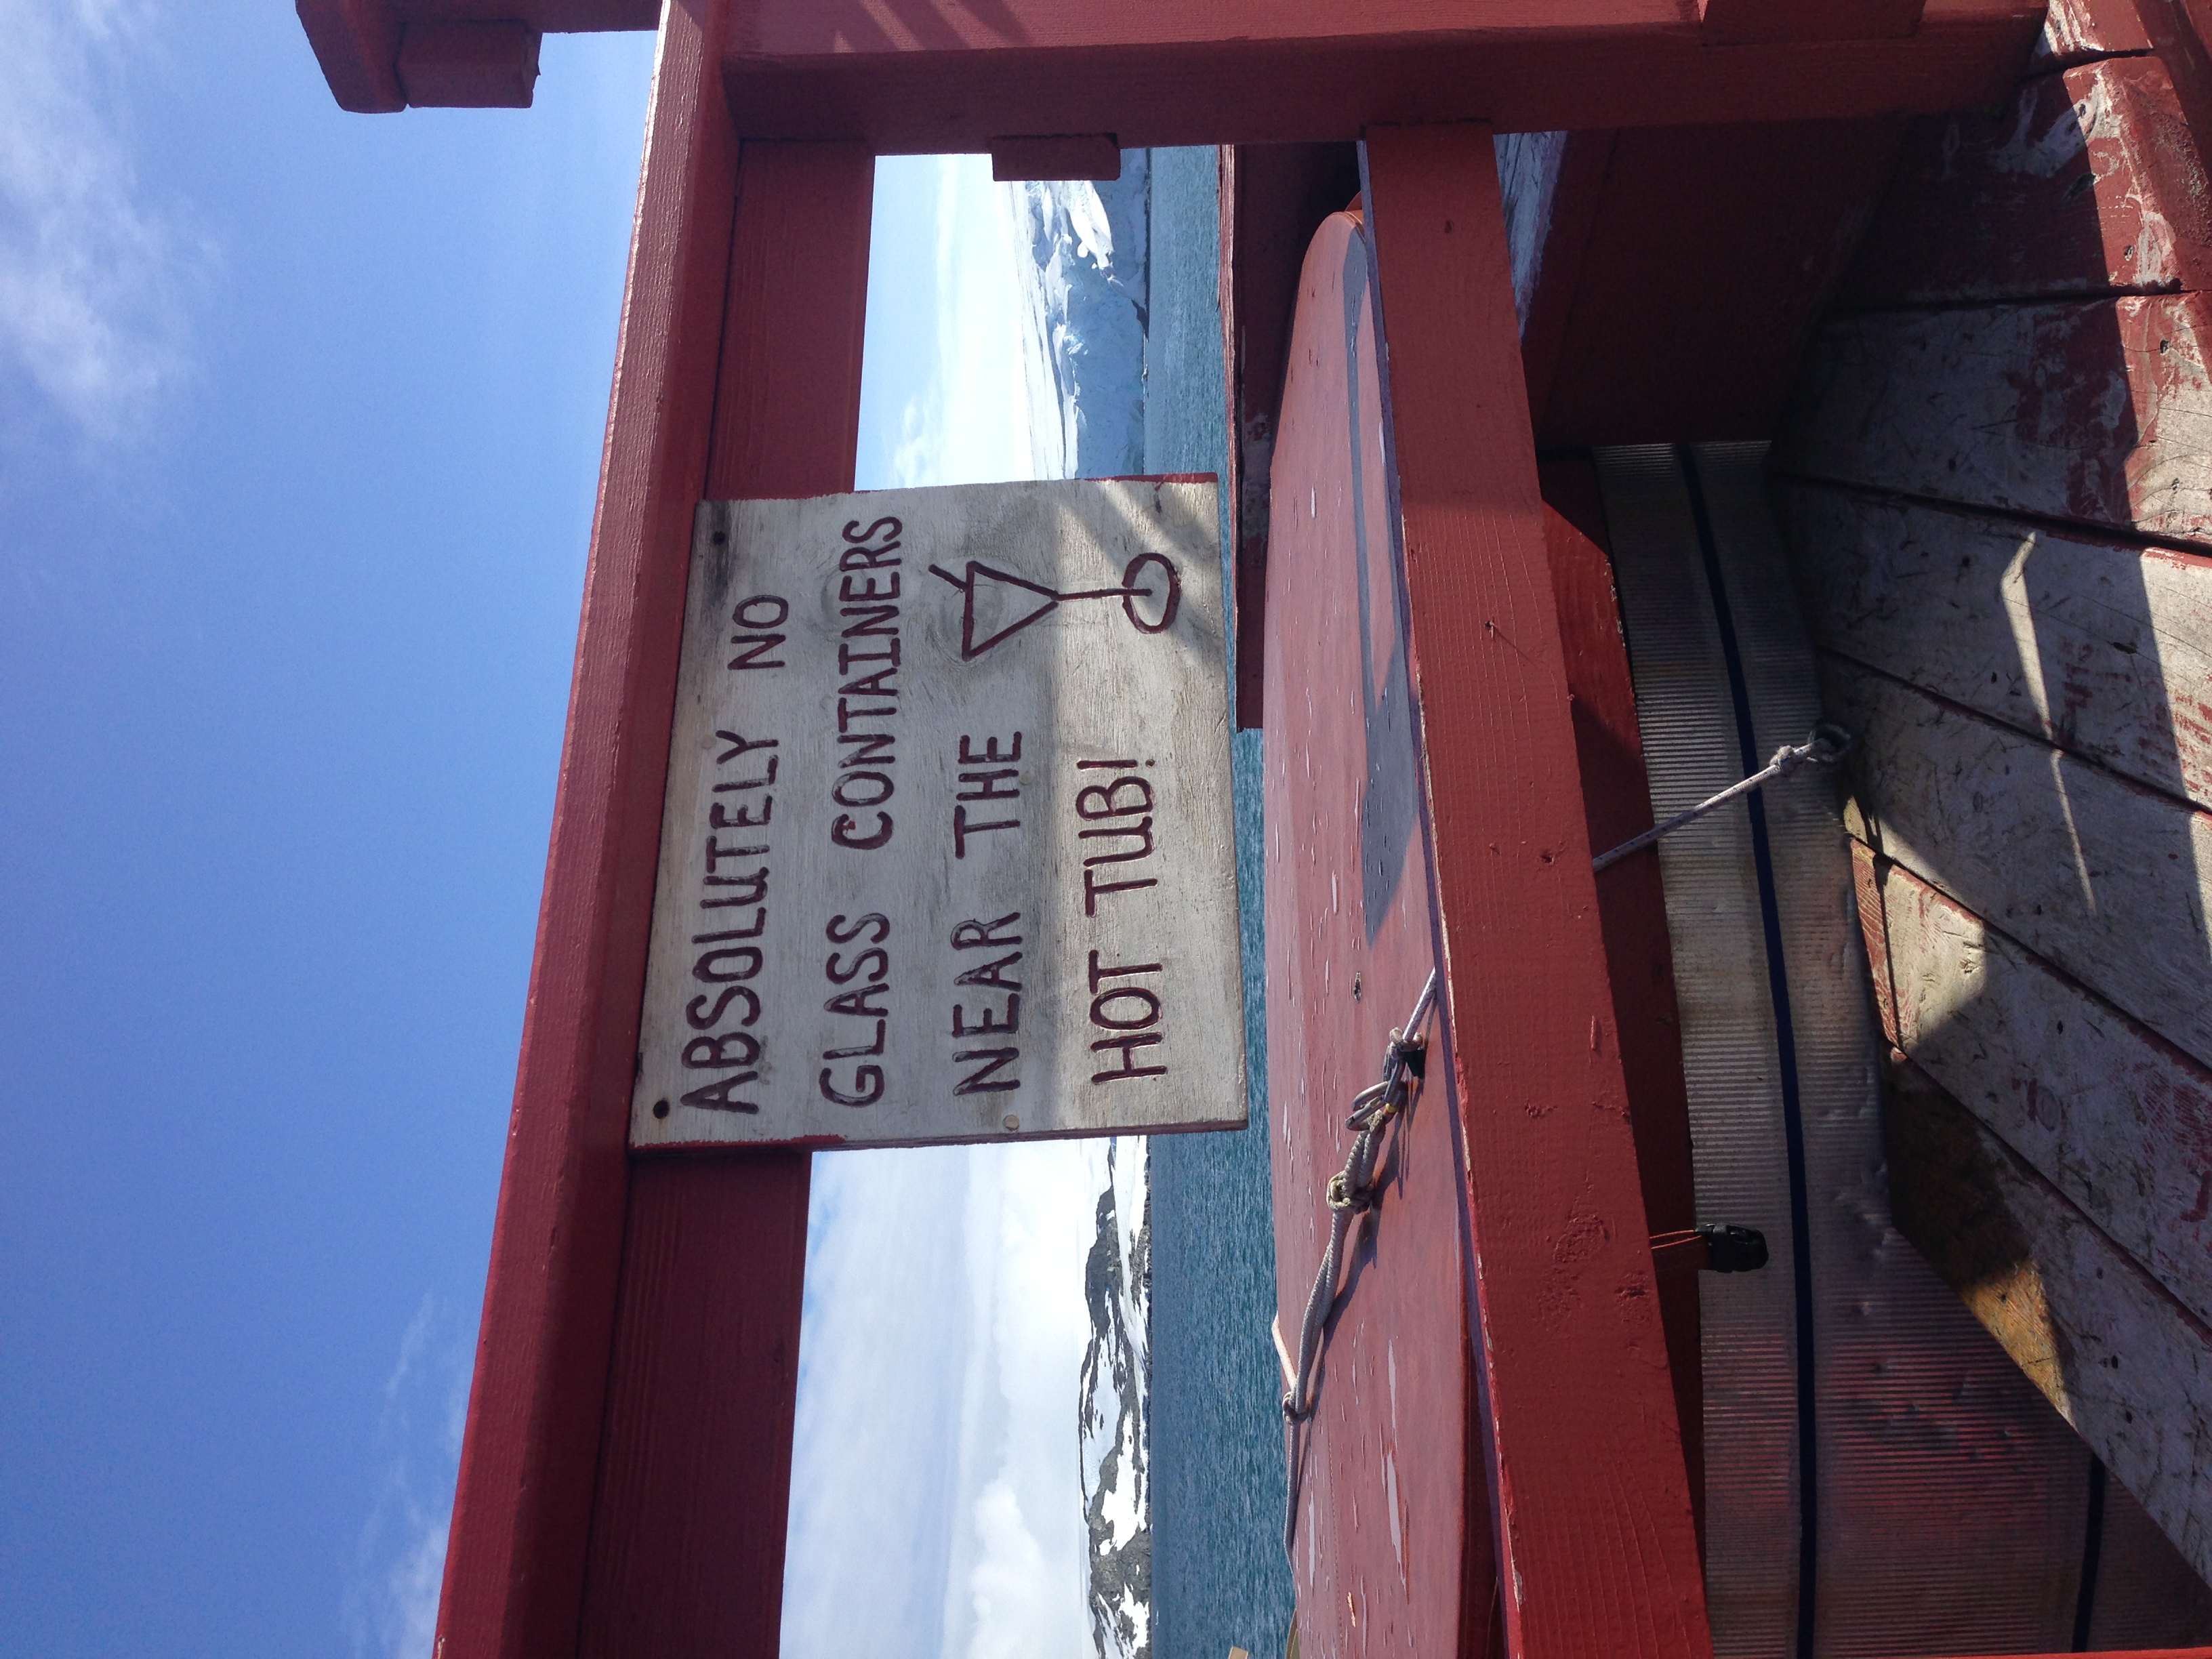 ABSOLUTELY NO
GLASS CONTAINERS
NEAR THE
HOT TUB!